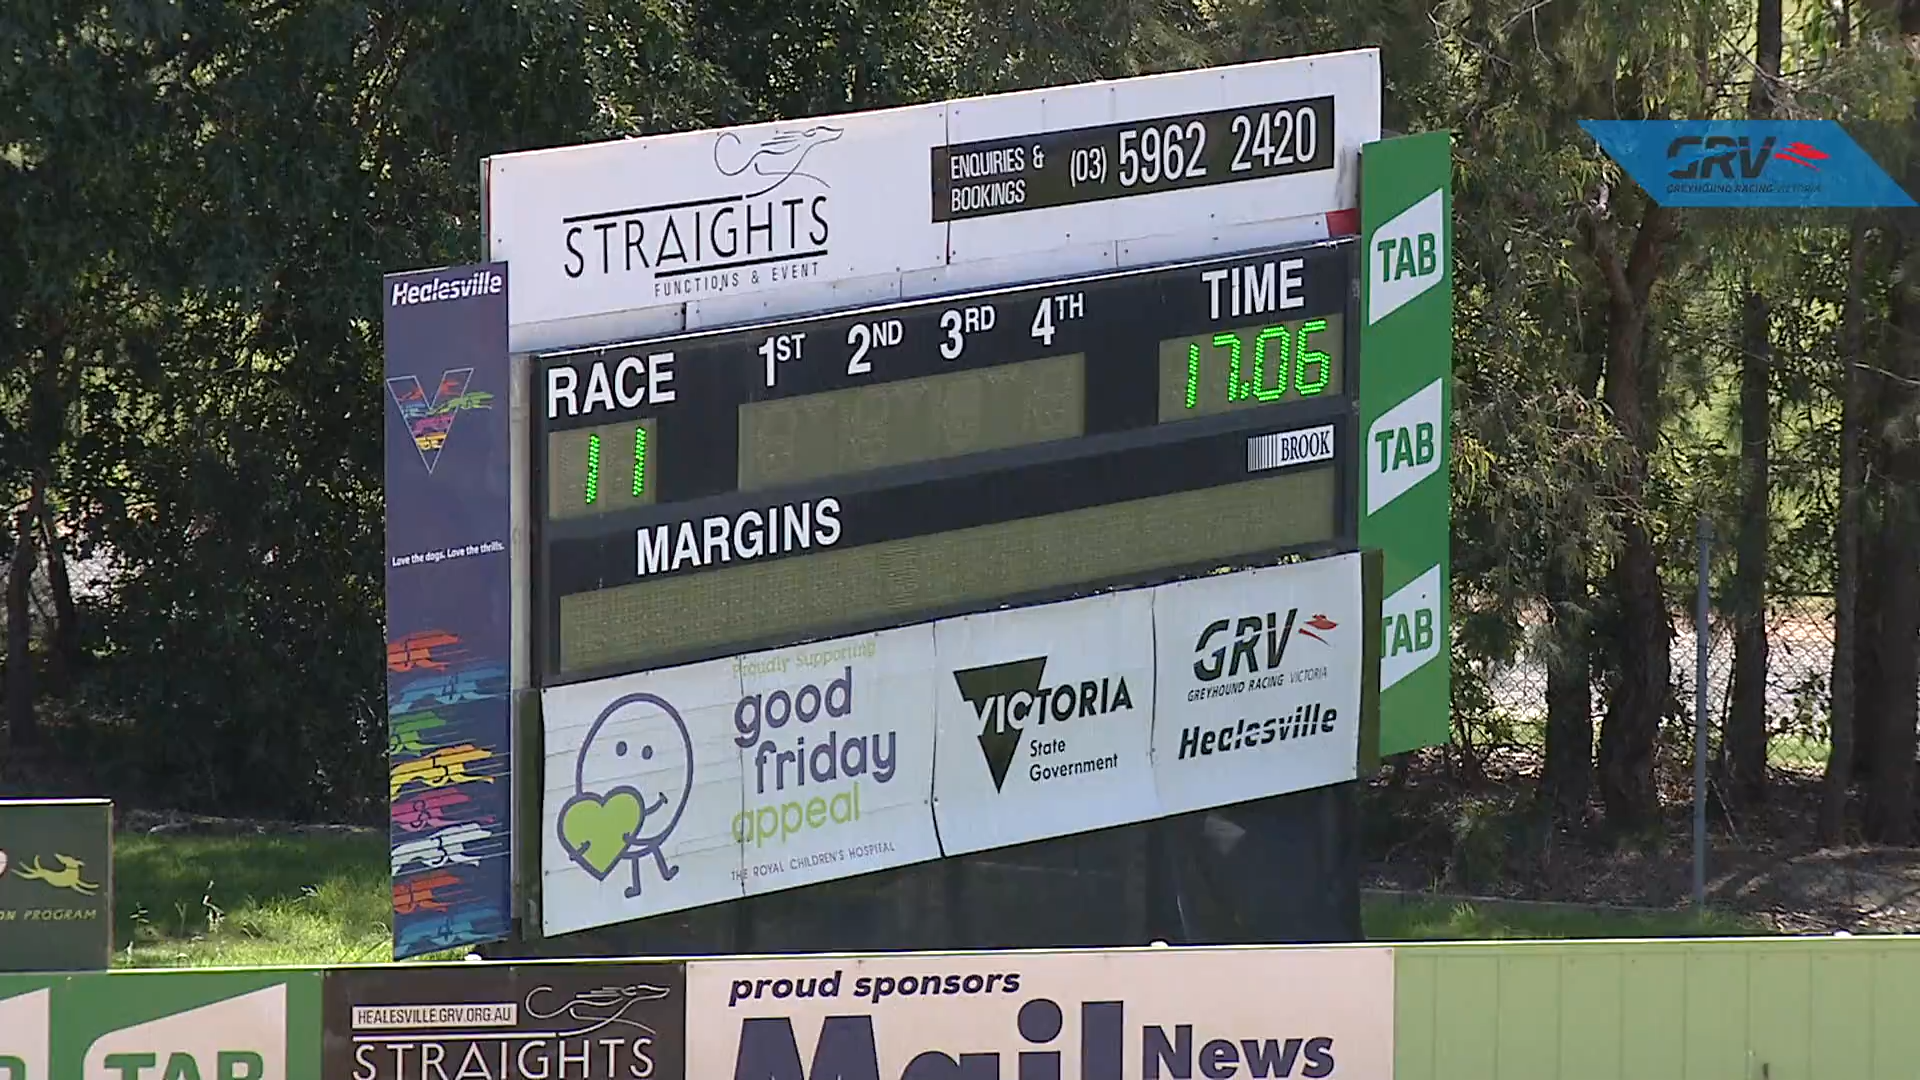 GRV
GREYHOUND RACING VICTORIA
STRAIGHTS
FUNCTIONS & EVENT
ENQUIRIES &
BOOKINGS
(03) 5962 2420
TAB
TAB
TAB
Healesville
Love the dogs. Love the thrills.
RACE
1ST
2ND
3RD
4TH
TIME
11
17.06
BROOK
MARGINS
Proudly Supporting
good
friday
appeal
THE ROYAL CHILDREN'S HOSPITAL
VICTORIA
State
Government
GRV
GREYHOUND RACING VICTORIA
Healesville
ON PROGRAM
TAB
HEALESVILLE.GRV.ORG.AU
STRAIGHTS
proud sponsors
Mail
News